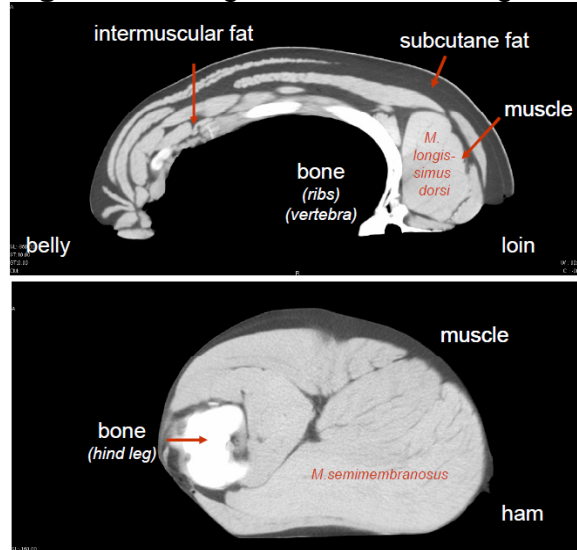 intermuscular fat
subcutane fat
muscle
M.
longis-
simus
dorsi
bone
(ribs)
(vertebra)
belly
loin
muscle
bone
(hind leg)
M.semimembranosus
ham